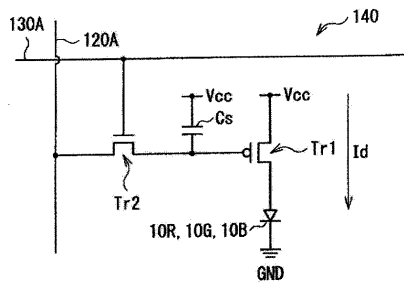 130A
120A
140
Vcc
Vcc
Cs
Tr1
Id
Tr2
10R, 10G, 10B
GND